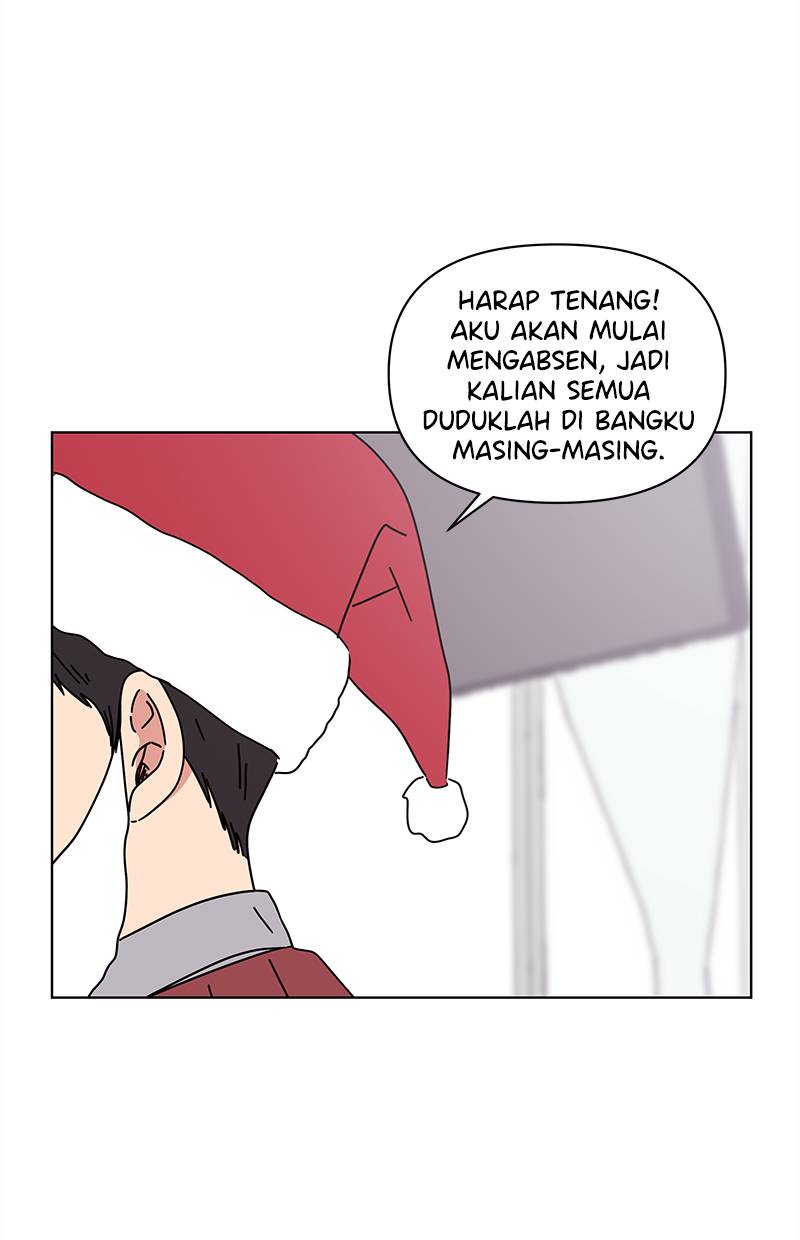 HARAP TENANG!
AKU AKAN MULAI
MENGABSEN, JADI
KALIAN SEMUA
DUDUKLAH DI BANGKU
MASING-MASING.